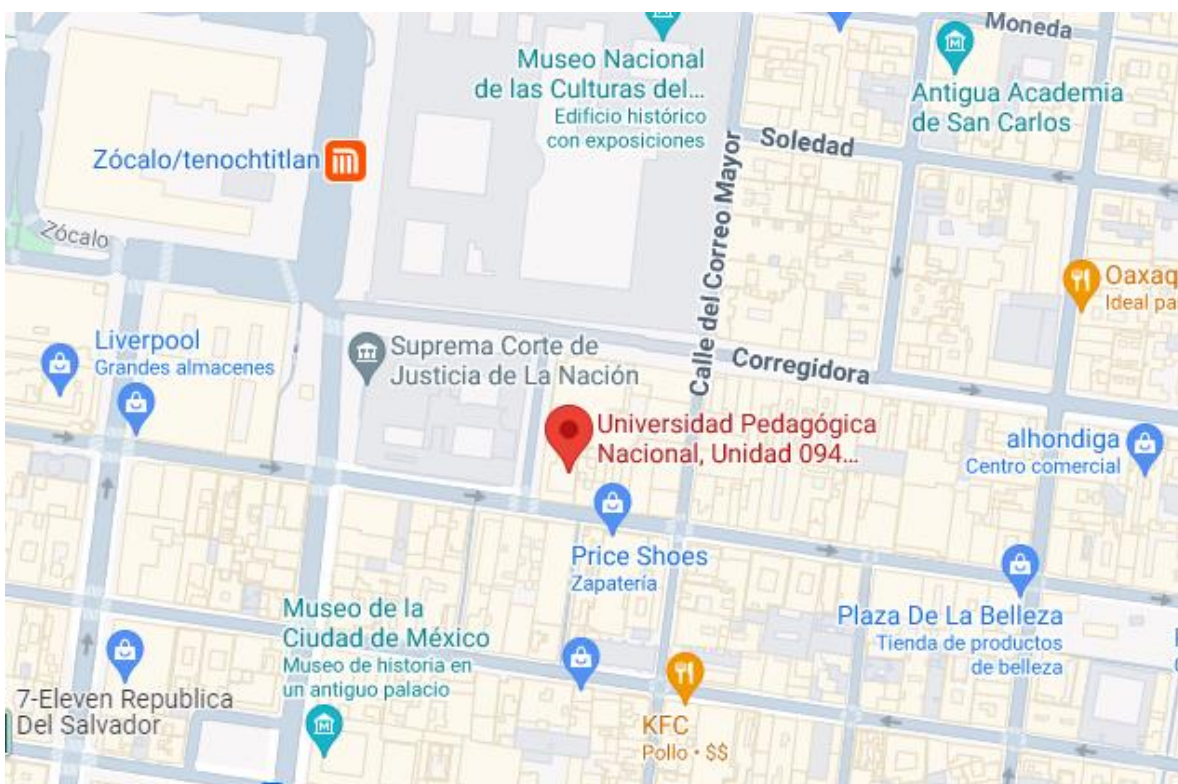 Moneda
Museo Nacional
de las Culturas del...
Edificio histórico
con exposiciones
Antigua Academia
de San Carlos
Soledad
Zócalo/tenochtitlan
Calle del Correo Mayor
Zócalo
Oaxaq
Ideal pa
Liverpool
Grandes almacenes
Suprema Corte de
Justicia de La Nación
Corregidora
Universidad Pedagógica
Nacional, Unidad 094...
alhondiga
Centro comercial
Price Shoes
Zapatería
Museo de la
Ciudad de México
Museo de historia en
un antiguo palacio
Plaza De La Belleza
Tienda de productos
de belleza
7-Eleven Republica
Del Salvador
KFC
Pollo • $$